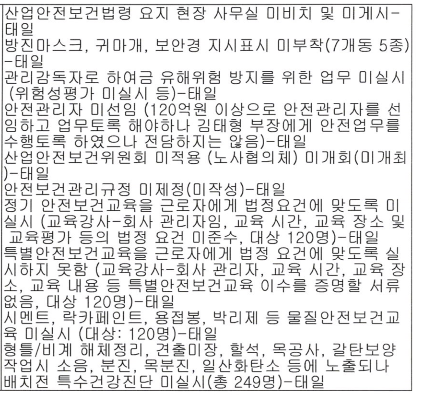 산업안전보건법령 요지 현장 사무실 미비치 및 미게시-
태일
방진마스크, 귀마개, 보안경 지시표시 미부착(7개동 5종)
-태일
관리감독자로 하여금 유해위험 방지를 위한 업무 미실시
(위험성평가 미실시 등)-태일
안전관리자 미선임 (120억원 이상으로 안전관리자를 선
임하고 업무토록 해야하나 김태형 부장에게 안전업무를
수행토록 하였으나 전담하지는 않음)-태일
산업안전보건위원회 미적용 (노사협의체) 미개회(미개최
)-태일
안전보건관리규정 미제정(미작성)-태일
정기 안전보건교육을 근로자에게 법정요건에 맞도록 미
실시 (교육강사-회사 관리자임, 교육 시간, 교육 장소 및
교육평가 등의 법정 요건 미준수, 대상 120명)-태일
특별안전보건교육을 근로자에게 법정 요건에 맞도록 실
시하지 못함 (교육강사-회사 관리자, 교육 시간, 교육 장
소, 교육 내용 등 특별안전보건교육 이수를 증명할 서류
없음, 대상 120명)-태일
시멘트, 락카페인트, 용접봉, 박리제 등 물질안전보건교
육 미실시 (대상: 120명)-태일
형틀/비계 해체정리, 견출미장, 할석, 목공사, 갈탄보양
작업시 소음, 분진, 목분진, 일산화탄소 등에 노출되나
배치전 특수건강진단 미실시(총 249명)-태일